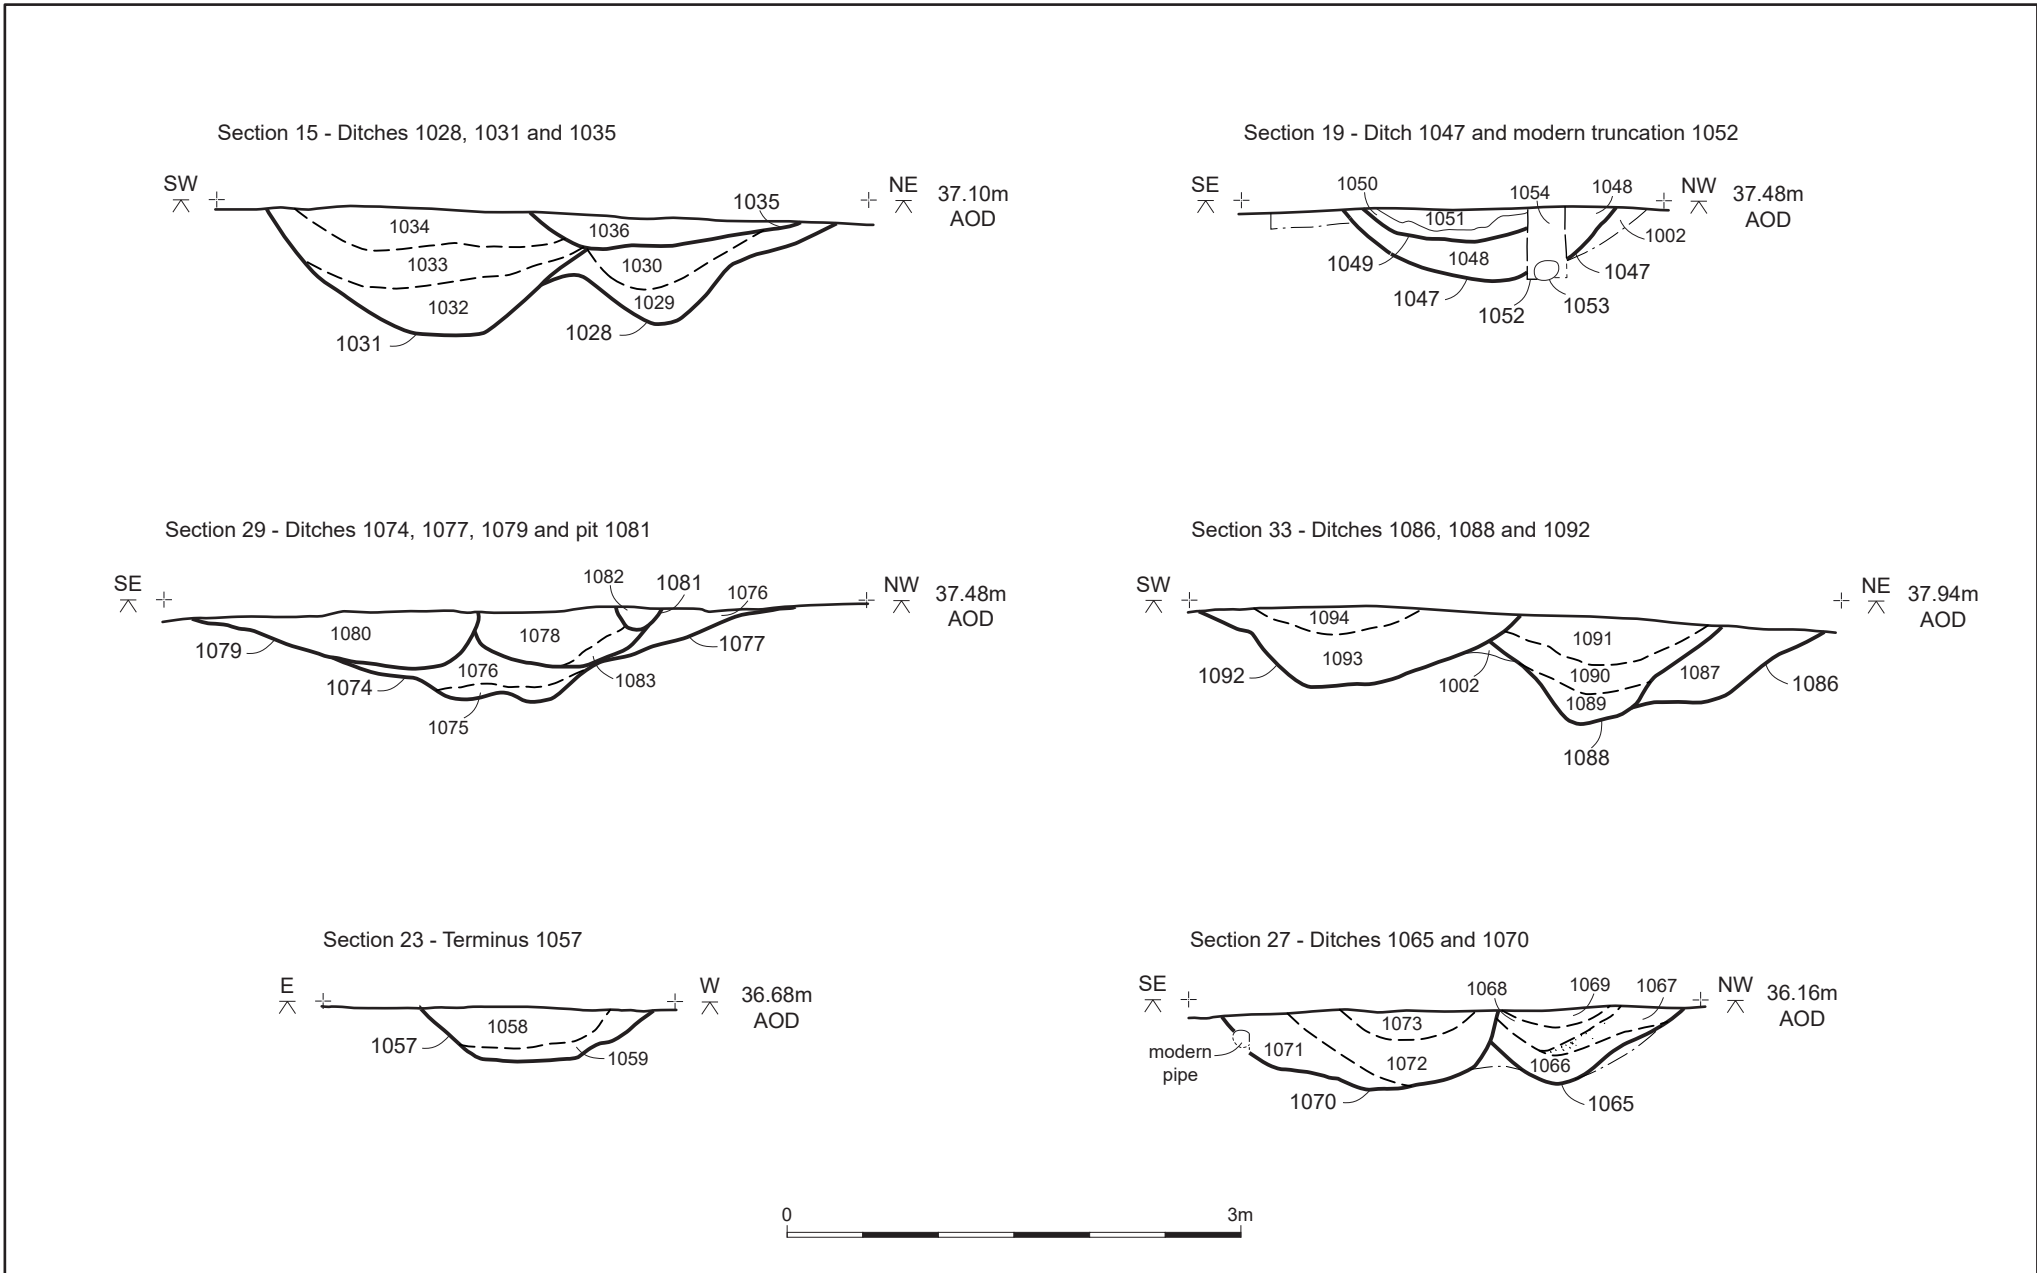 Section 15 - Ditches 1028, 1031 and 1035
SW
NE
37.10m
AOD
1035
1034
1036
1033
1030
1032
1029
1031
1028
Section 19 - Ditch 1047 and modern truncation 1052
SE
NW
37.48m
AOD
1050
1054
1048
1051
1002
1049
1048
1047
1047
1052
1053
Section 29 - Ditches 1074, 1077, 1079 and pit 1081
SE
NW
37.48m
AOD
1082
1081
1076
1080
1078
1079
1077
1076
1074
1083
1075
Section 33 - Ditches 1086, 1088 and 1092
SW
NE
37.94m
AOD
1094
1091
1093
1092
1002
1090
1087
1086
1089
1088
Section 23 - Terminus 1057
E
W
36.68m
AOD
1058
1057
1059
Section 27 - Ditches 1065 and 1070
SE
NW
36.16m
AOD
1068
1069
1067
1073
modern
pipe
1071
1072
1066
1070
1065
0
3m